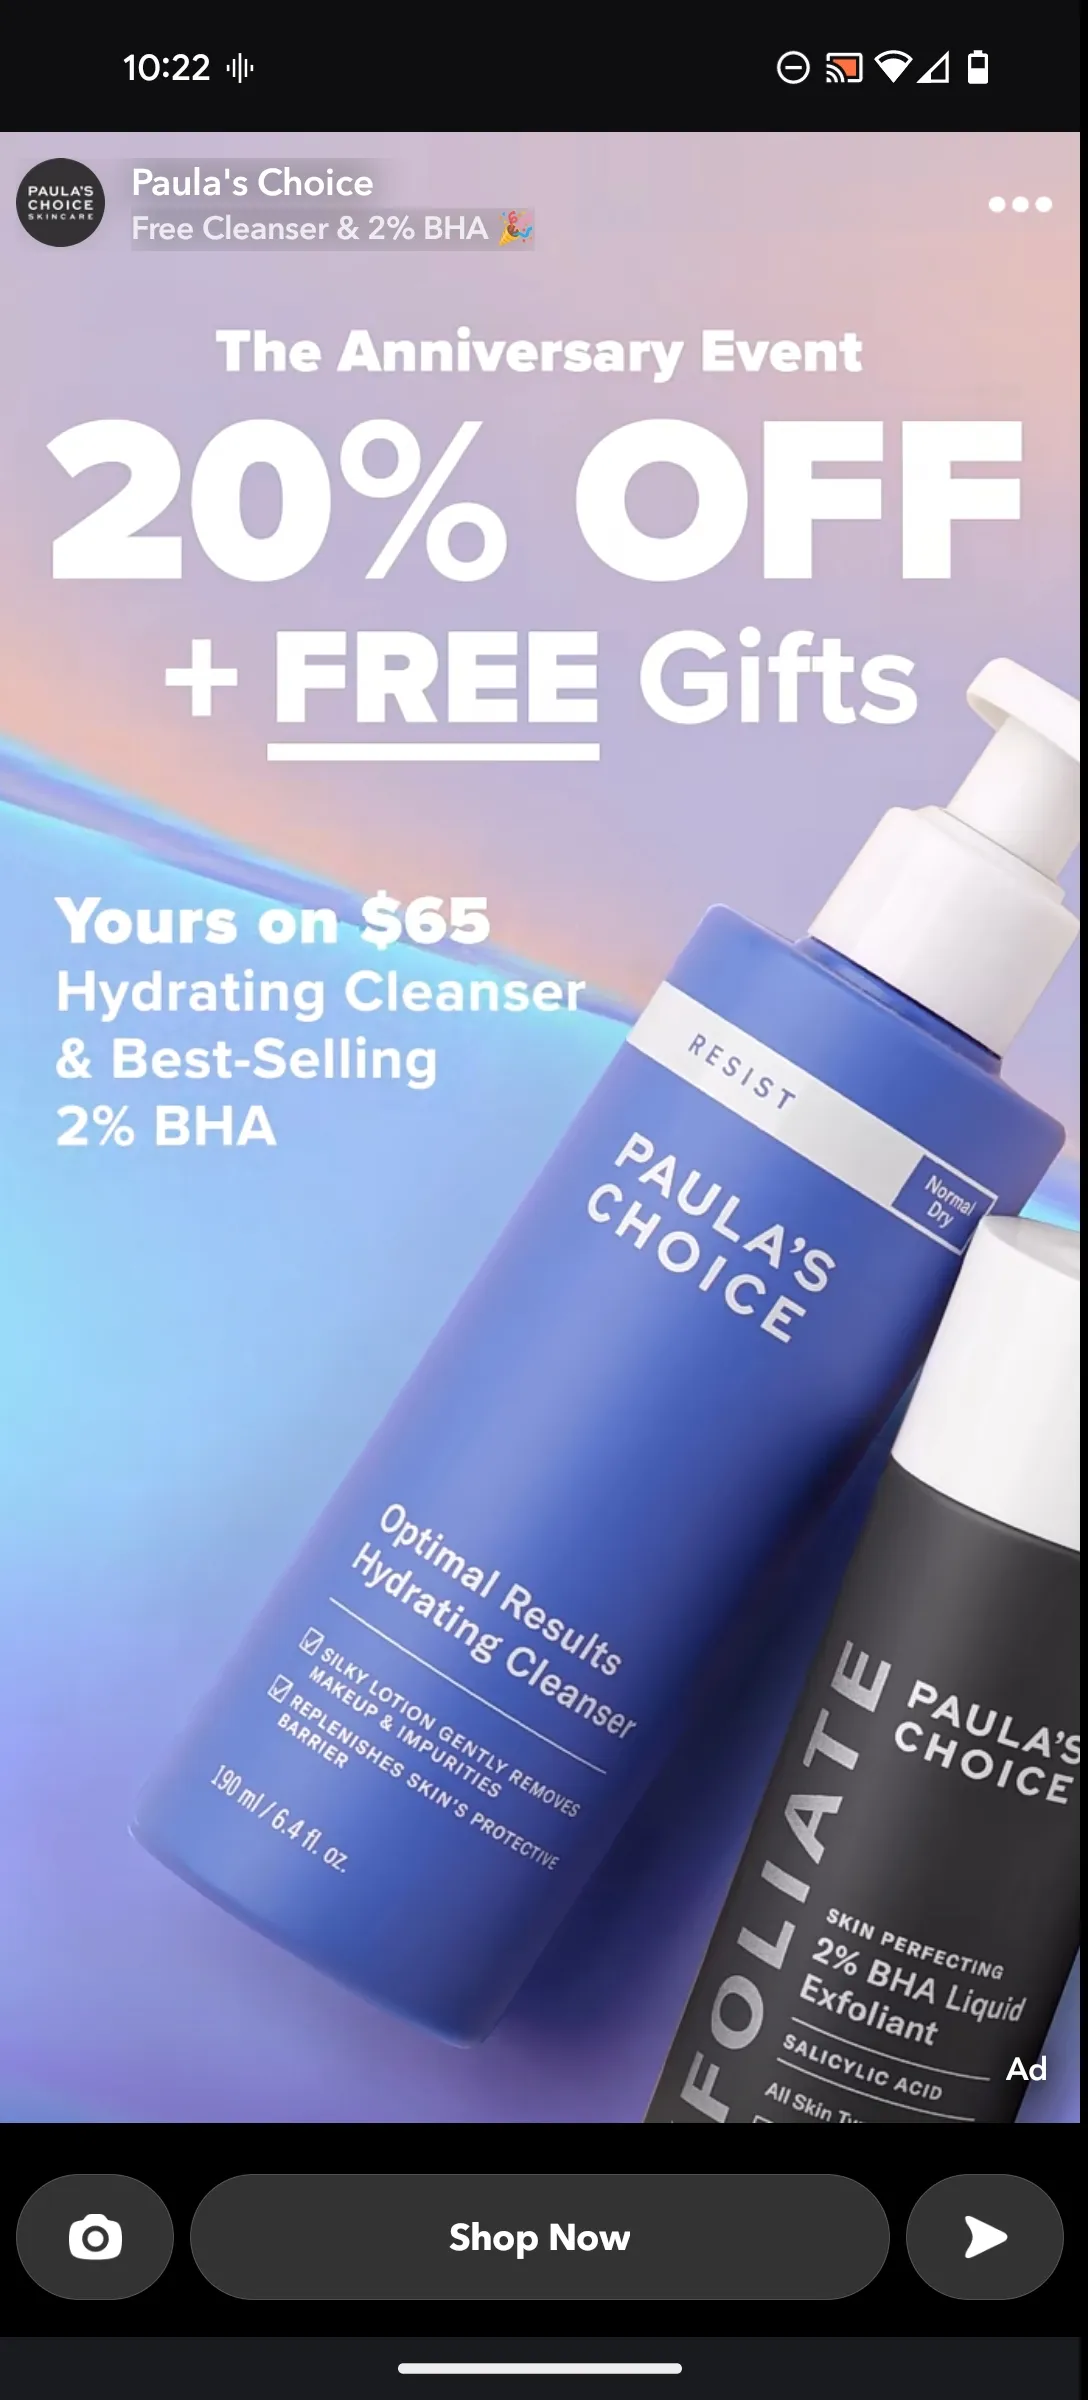 10:22
PAULA'S
CHOICE
SKINCARE
Paula's Choice
Free Cleanser & 2% BHA 🎉
The Anniversary Event
20% OFF
+ FREE Gifts
Yours on $65
Hydrating Cleanser
& Best-Selling
2% BHA
RESIST
Normal
Dry
PAULA'S
CHOICE
Optimal Results
Hydrating Cleanser
SILKY LOTION GENTLY REMOVES
MAKEUP & IMPURITIES
REPLENISHES SKIN'S PROTECTIVE
BARRIER
190 ml / 6.4 fl. oz.
FOLIATE
PAULA'S
CHOICE
SKIN PERFECTING
2% BHA Liquid
Exfoliant
SALICYLIC ACID
All Skin
Ad
Shop Now